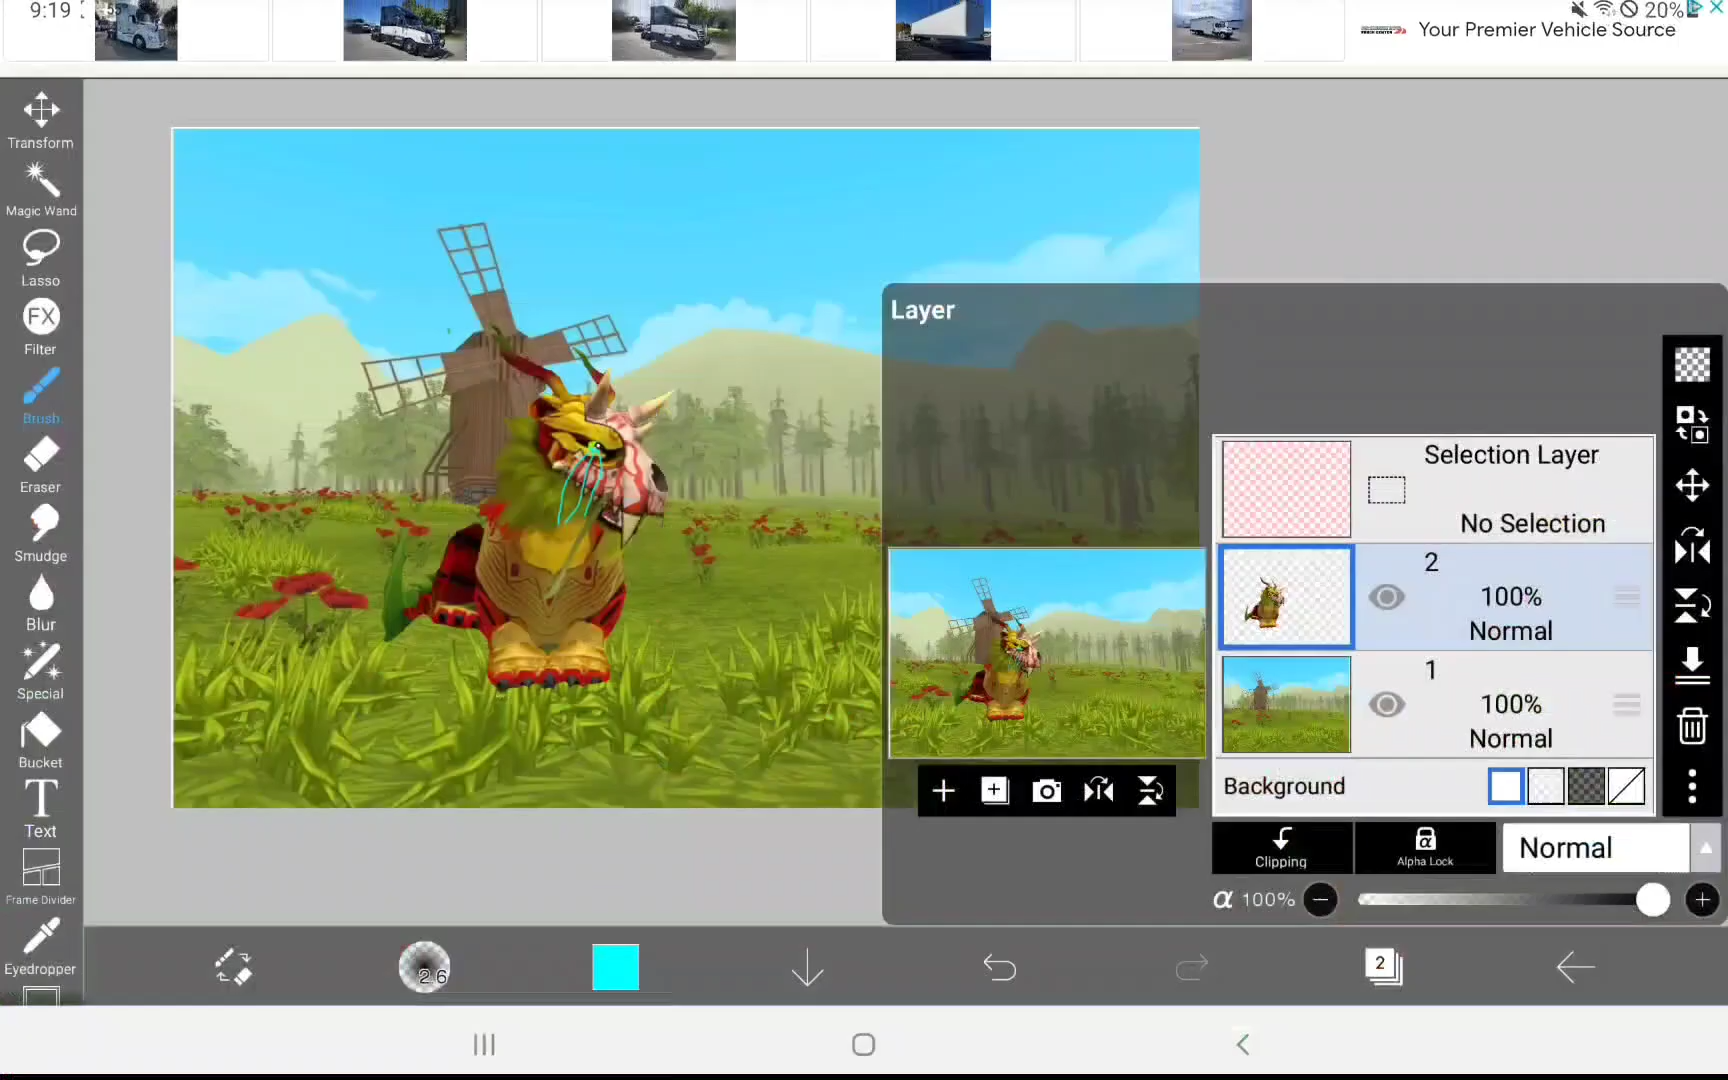 9:19
20%
Your Premier Vehicle Source
Transform
Magic Wand
Lasso
FX
Filter
Brush
Eraser
Smudge
Blur
Special
Bucket
T
Text
Frame Divider
Eyedropper
Layer
Selection Layer
No Selection
2
100%
Normal
1
100%
Normal
Background
Clipping
α
Alpha Lock
Normal
α 100%
2.6
2